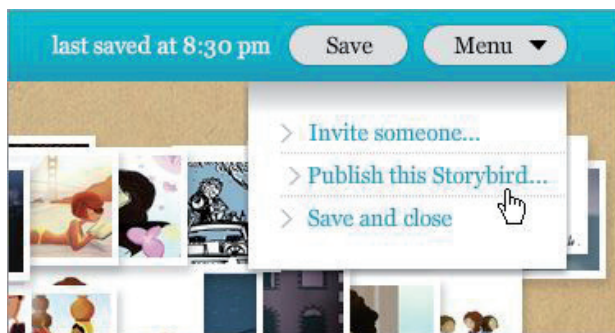 last saved at 8:30 pm Save Menu
Invite someone...
Publish this Storybird...
Save and close